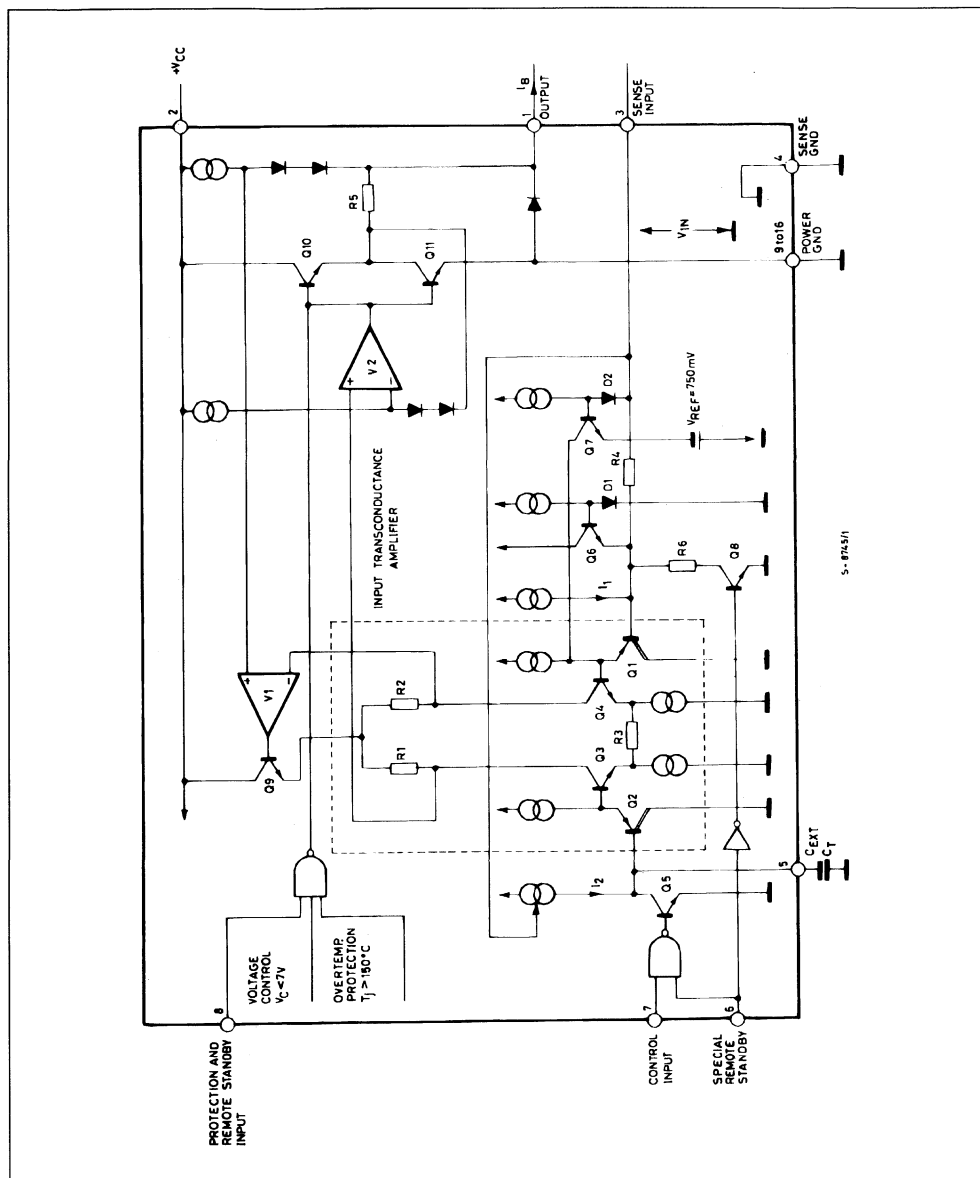 +VCC
2
IB
1
OUTPUT
3
SENSE
INPUT
4
SENSE
GND
9 to 16
POWER
GND
VIN
R5
Q10
Q11
V2
+
-
INPUT TRANSCONDUCTANCE
AMPLIFIER
V1
+
-
Q9
R1
R2
Q3
R3
Q4
Q2
Q1
I1
Q6
D1
R4
Q7
D2
VREF=750mV
R6
Q8
I2
Q5
5
CEXT
CT
8
PROTECTION AND
REMOTE STANDBY
INPUT
VOLTAGE
CONTROL
VC<7V
OVERTEMP.
PROTECTION
Tj>150°C
7
CONTROL
INPUT
6
SPECIAL
REMOTE
STANDBY
S-8745/1